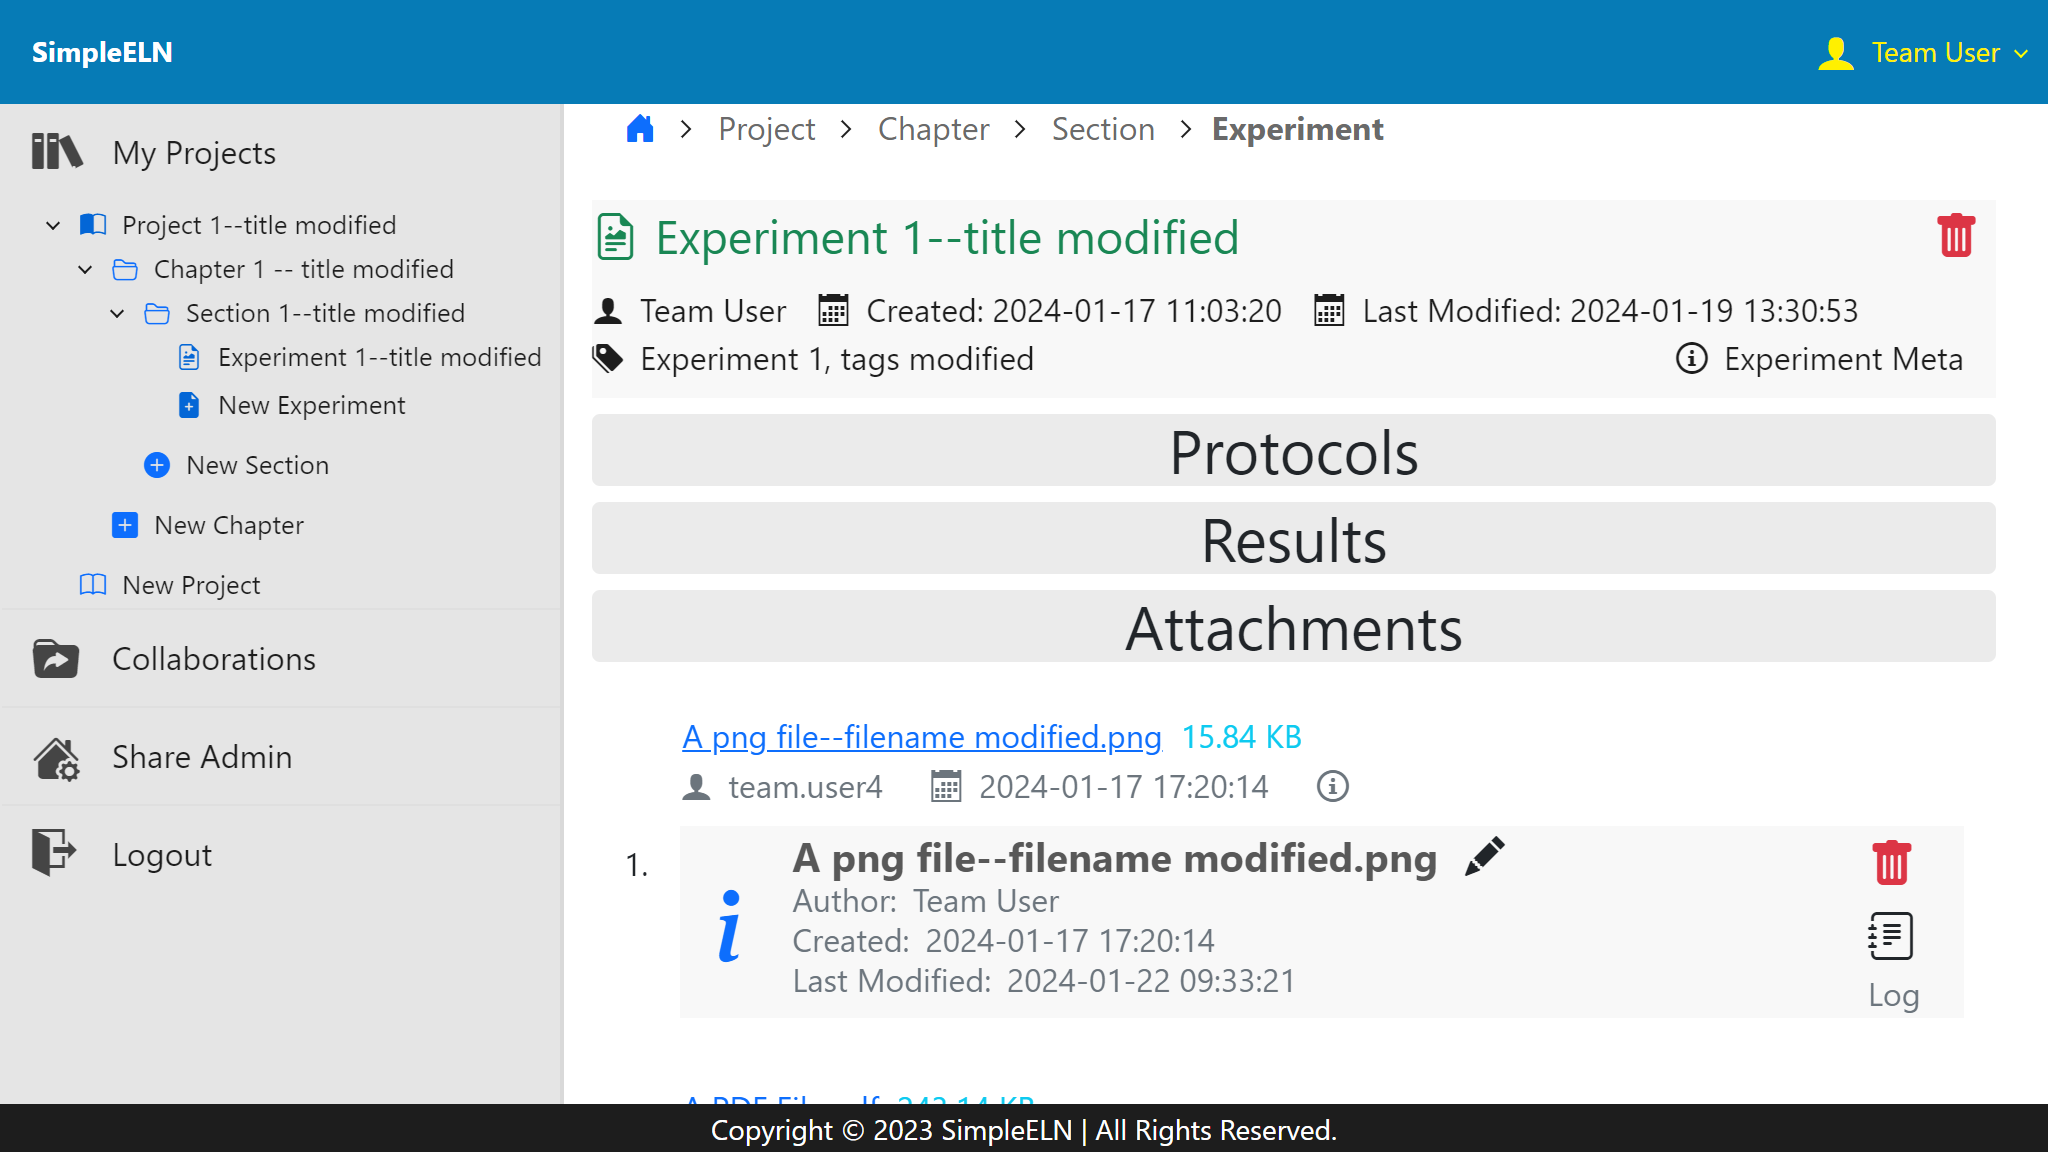 SimpleELN
Team User
My Projects
Project 1--title modified
Chapter 1 -- title modified
Section 1--title modified
Experiment 1--title modified
New Experiment
New Section
New Chapter
New Project
Collaborations
Share Admin
Logout
Project Chapter Section Experiment
Experiment 1--title modified
Team User Created: 2024-01-17 11:03:20 Last Modified: 2024-01-19 13:30:53
Experiment 1, tags modified Experiment Meta
Protocols
Results
Attachments
A png file--filename modified.png 15.84 KB
team.user4 2024-01-17 17:20:14
1.
A png file--filename modified.png
Author: Team User
Created: 2024-01-17 17:20:14
Last Modified: 2024-01-22 09:33:21
Log
A PDF 243.14 KB
Copyright © 2023 SimpleELN | All Rights Reserved.